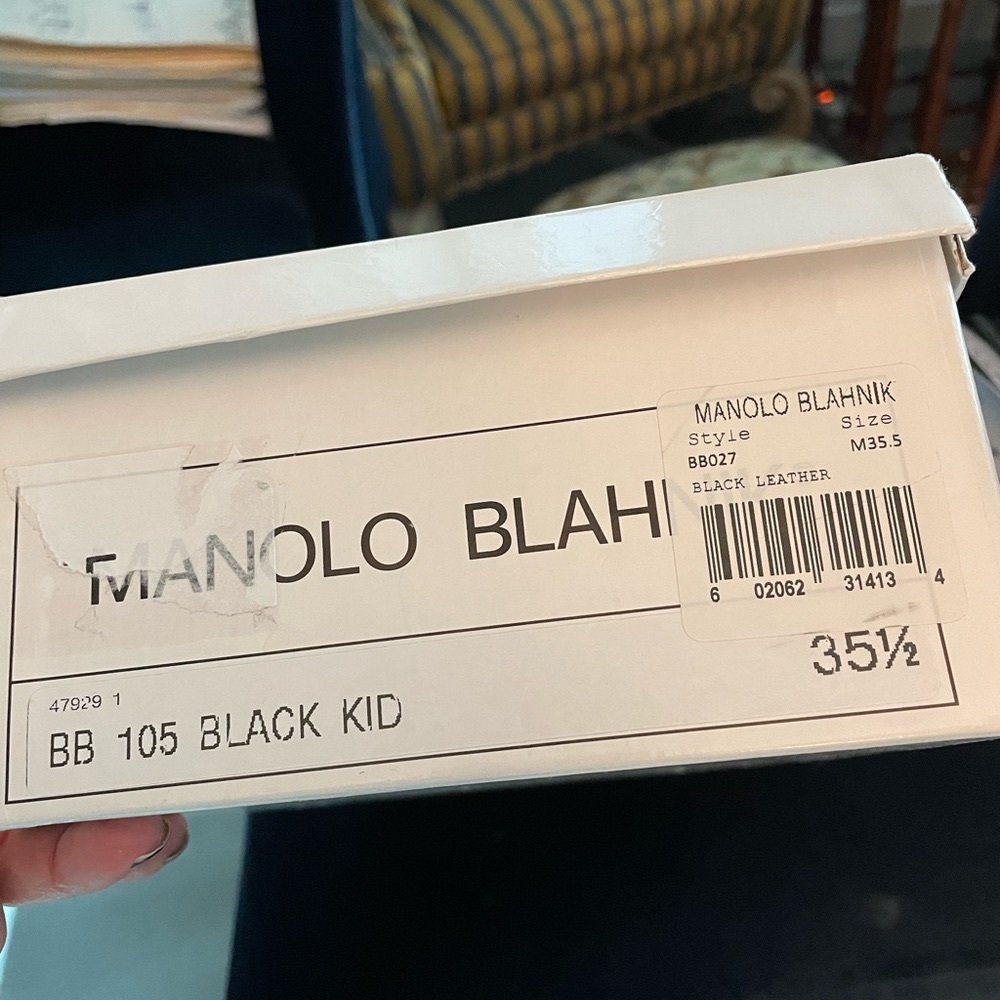 MANOLO BLAHNIK
MANOLO BLAHNIK
Style Size
BB027 M35.5
BLACK LEATHER
6 02062 31413 4
35½
47929 1
BB 105 BLACK KID